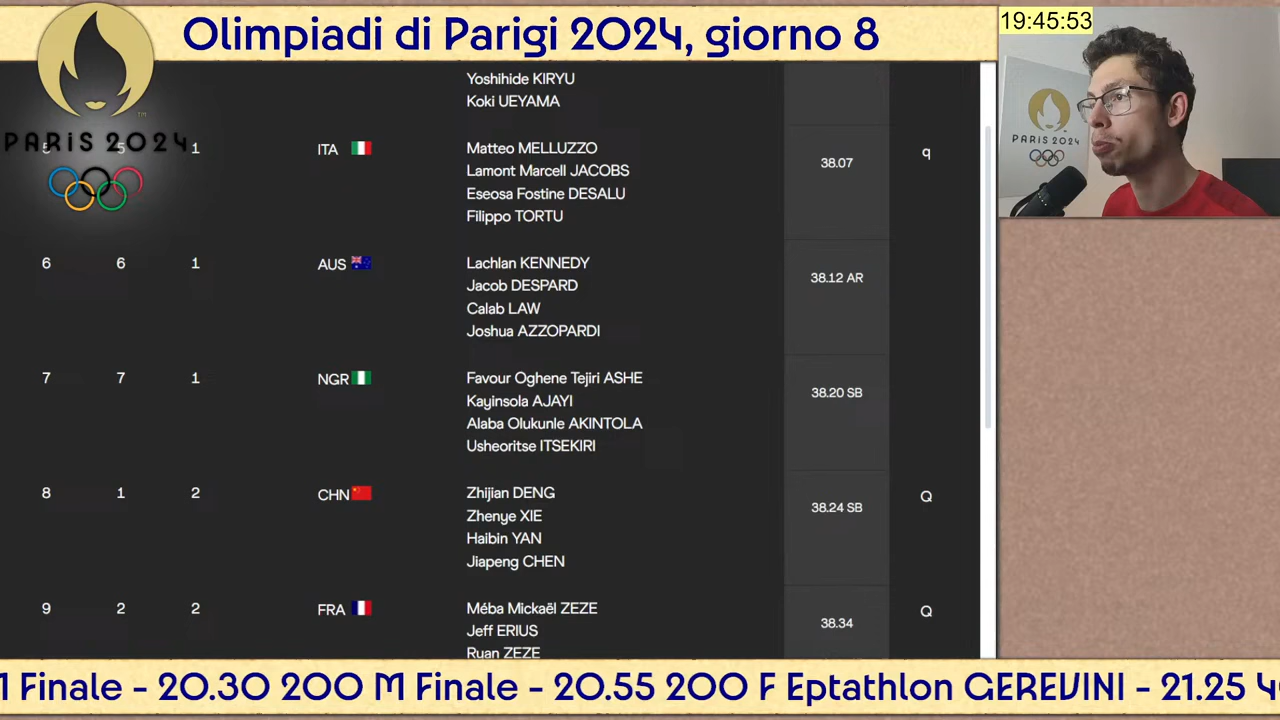 Olimpiadi di Parigi 2024, giorno 8
19:45:53
PARIS 2024
PARIS 2024
Yoshihide KIRYU
Koki UEYAMA
5 5 1 ITA Matteo MELLUZZO 38.07 q
Lamont Marcell JACOBS
Eseosa Fostine DESALU
Filippo TORTU
6 6 1 AUS Lachlan KENNEDY 38.12 AR
Jacob DESPARD
Calab LAW
Joshua AZZOPARDI
7 7 1 NGR Favour Oghene Tejiri ASHE 38.20 SB
Kayinsola AJAYI
Alaba Olukunle AKINTOLA
Usheoritse ITSEKIRI
8 1 2 CHN Zhijian DENG 38.24 SB Q
Zhenye XIE
Haibin YAN
Jiapeng CHEN
9 2 2 FRA Méba Mickaël ZEZE 38.34 Q
Jeff ERIUS
Ryan ZEZE
1 Finale - 20.30 200 M Finale - 20.55 200 F Eptathlon GEREVINI - 21.25 4